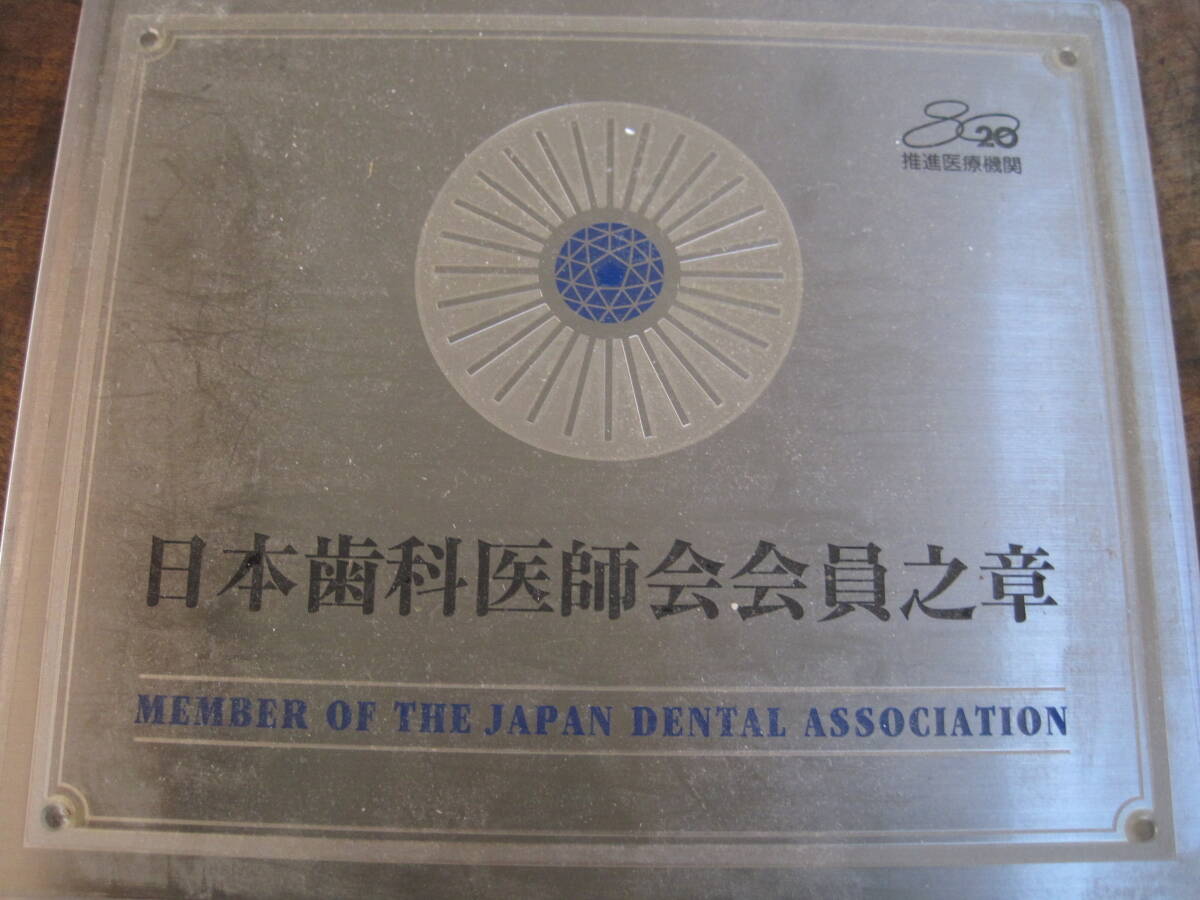 8020
推進医療機関
日本歯科医師会会員之章
MEMBER OF THE JAPAN DENTAL ASSOCIATION